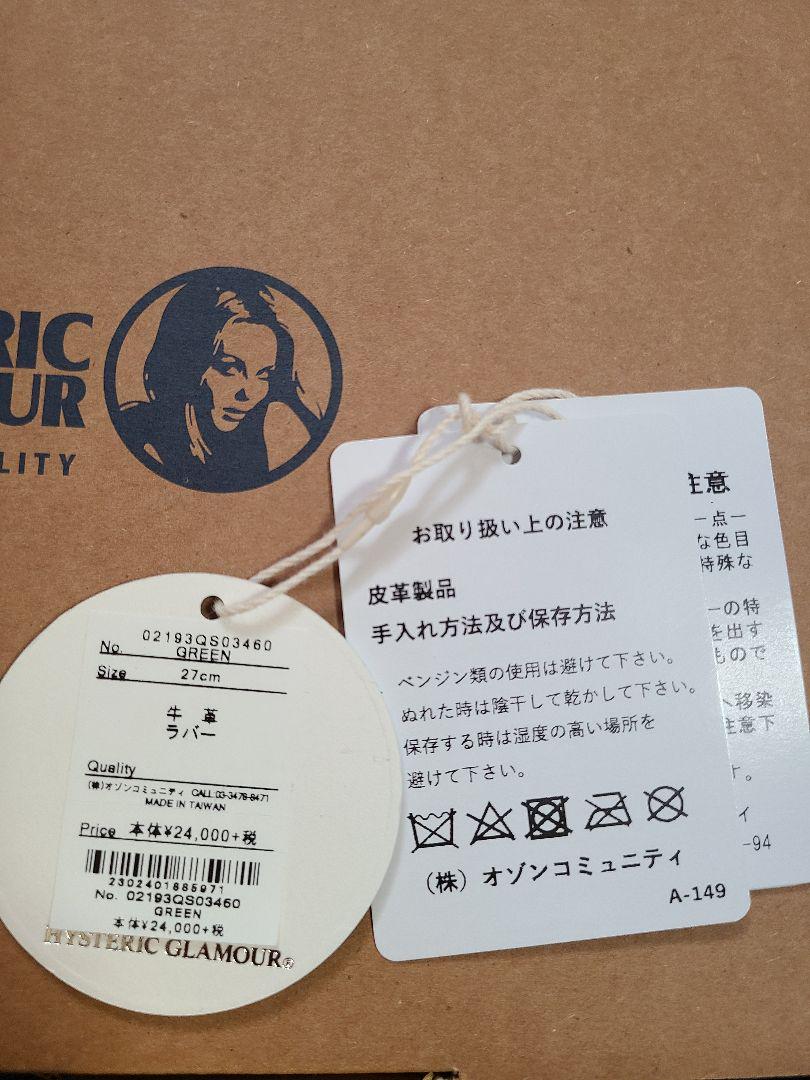 RIC
UR
LITY
No. 02193QS03460
GREEN
Size 27cm
牛 革
ラバー
Quality
(株)オゾンコミュニティ CALL.03-3478-8471
MADE IN TAIWAN
Price 本体¥24,000+税
2302401885971
No. 02193QS03460
GREEN
本体¥24,000+税
HYSTERIC GLAMOUR®
お取り扱い上の注意
皮革製品
手入れ方法及び保存方法
ベンジン類の使用は避けて下さい。
ぬれた時は陰干して乾かして下さい。
保存する時は湿度の高い場所を
避けて下さい。
(株) オゾンコミュニティ
A-149
注意
一点一
な色目
特殊な
ーの特
を出す
もので
へ移染
注意下
す。
ィ
-94